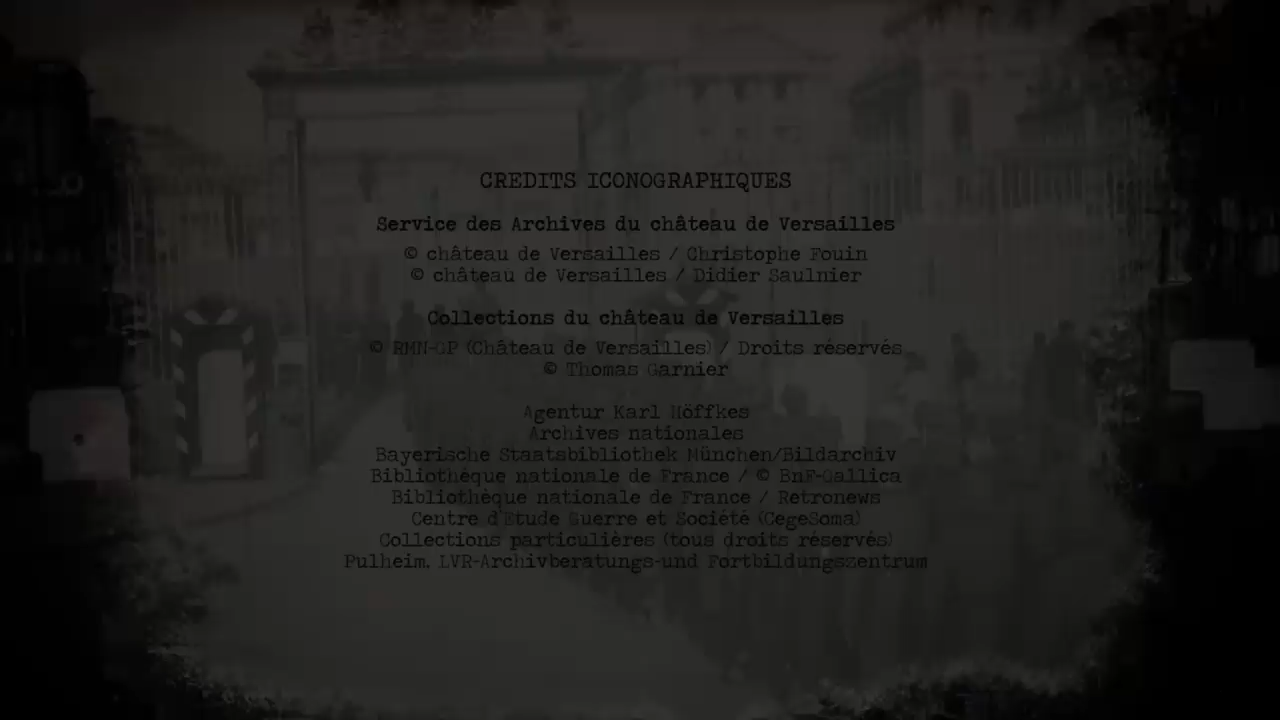 CREDITS ICONOGRAPHIQUES
Service des Archives du château de Versailles
© château de Versailles / Christophe Fouin
© château de Versailles / Didier Saulnier
Collections du château de Versailles
© RMN-GP (Château de Versailles) / Droits réservés
© Thomas Garnier
Agentur Karl Höffkes
Archives nationales
Bayerische Staatsbibliothek München/Bildarchiv
Bibliothèque nationale de France / © BnF-Gallica
Bibliothèque nationale de France / Retronews
Centre d'Etude Guerre et Société (CegeSoma)
Collections particulières (tous droits réservés)
Pulheim, LVR-Archivberatungs-und Fortbildungszentrum